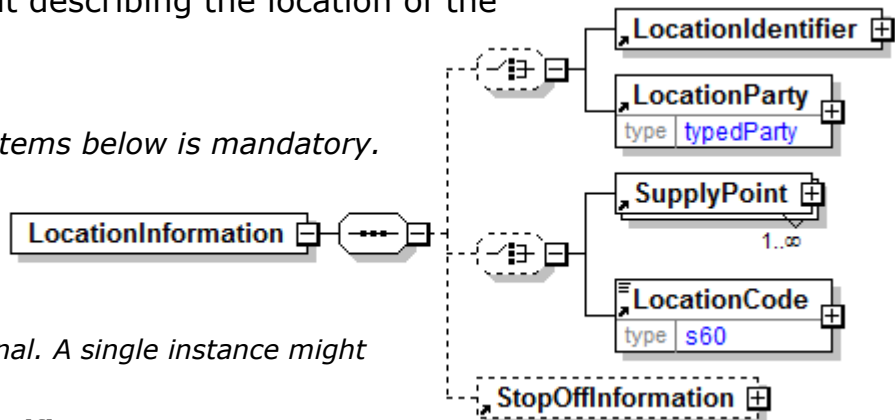 t describing the location of the
LocationIdentifier
LocationParty
type typedParty
tems below is mandatory.
SupplyPoint
1..∞
LocationInformation
LocationCode
type s60
nal. A single instance might
StopOffInformation